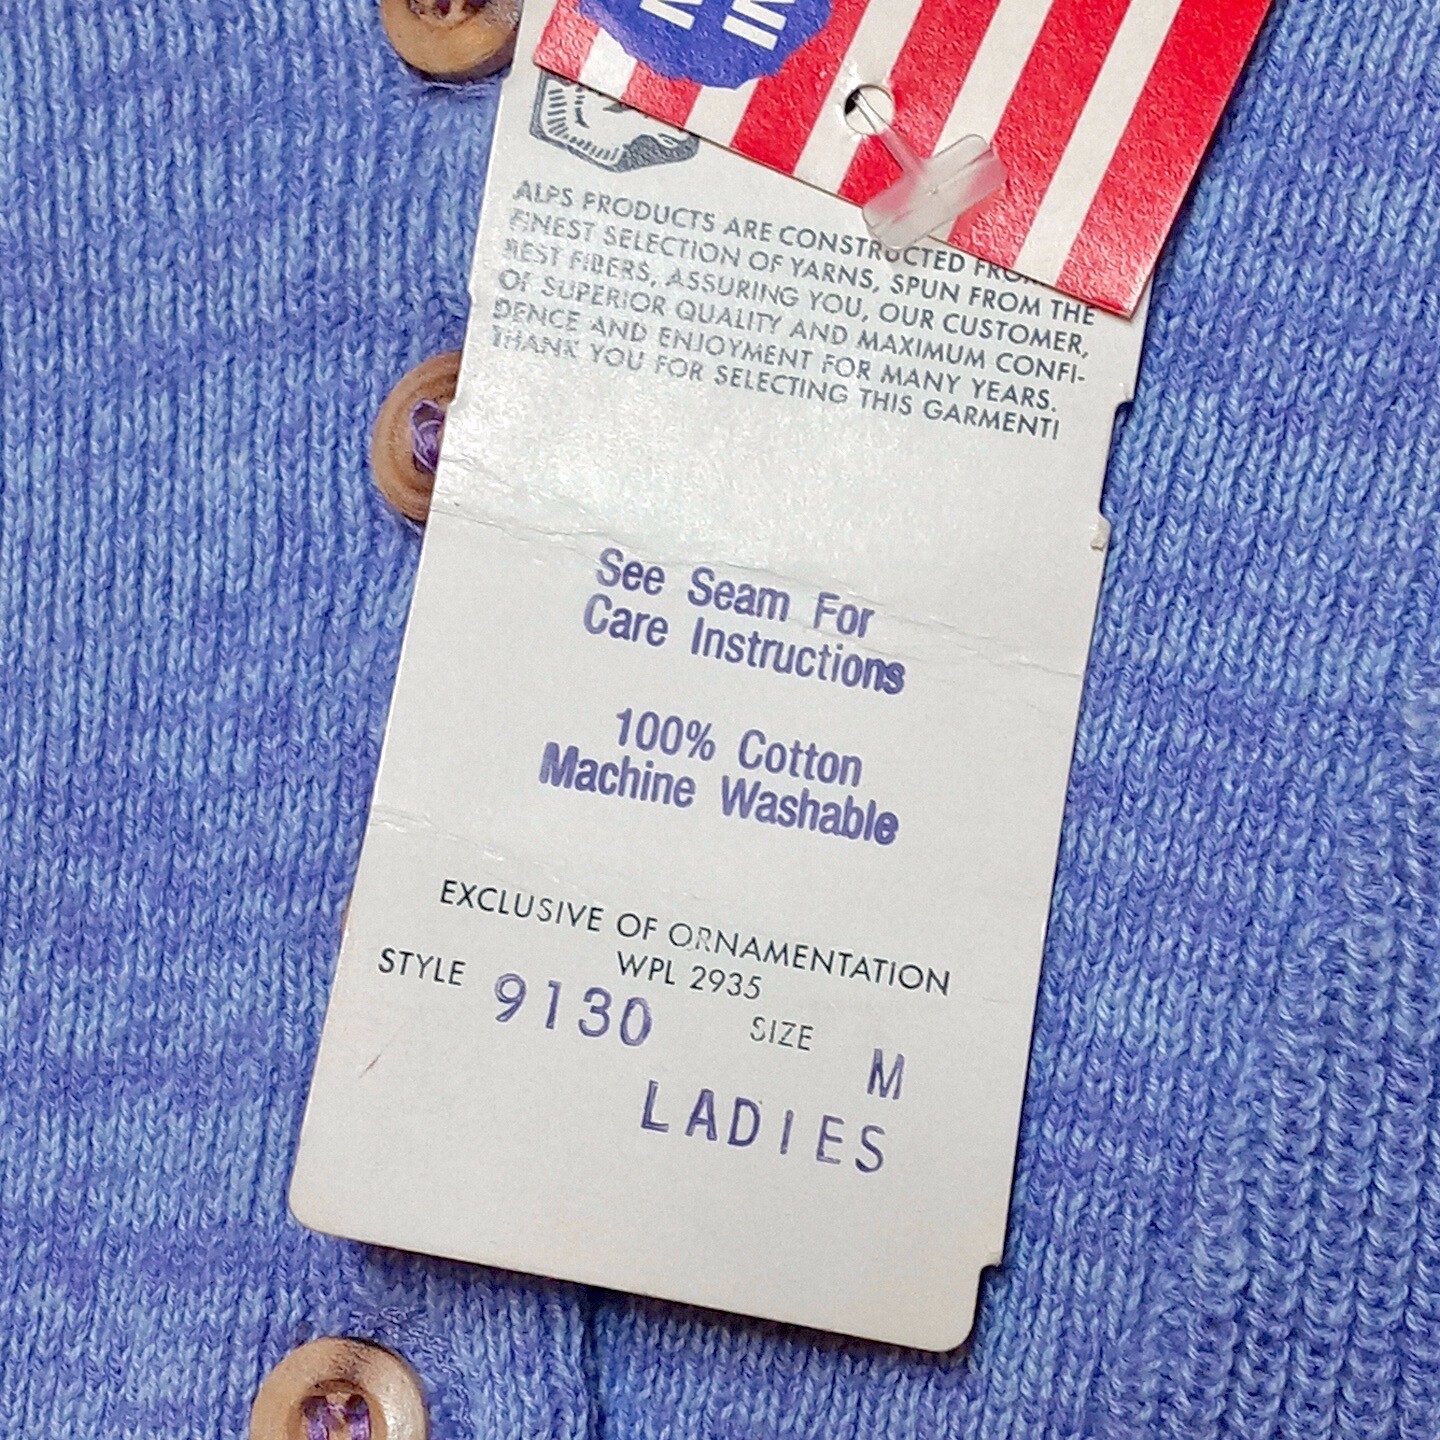 ALPS PRODUCTS ARE CONSTRUCTED
FINEST SELECTION OF YARNS, SPUN FROM THE
BEST FIBERS, ASSURING YOU, OUR CUSTOMER,
OF SUPERIOR QUALITY AND MAXIMUM CONFI-
DENCE AND ENJOYMENT FOR MANY YEARS.
THANK YOU FOR SELECTING THIS GARMENT!
See Seam For
Care Instructions
100% Cotton
Machine Washable
EXCLUSIVE OF ORNAMENTATION
WPL 2935
STYLE 9130 SIZE M
LADIES